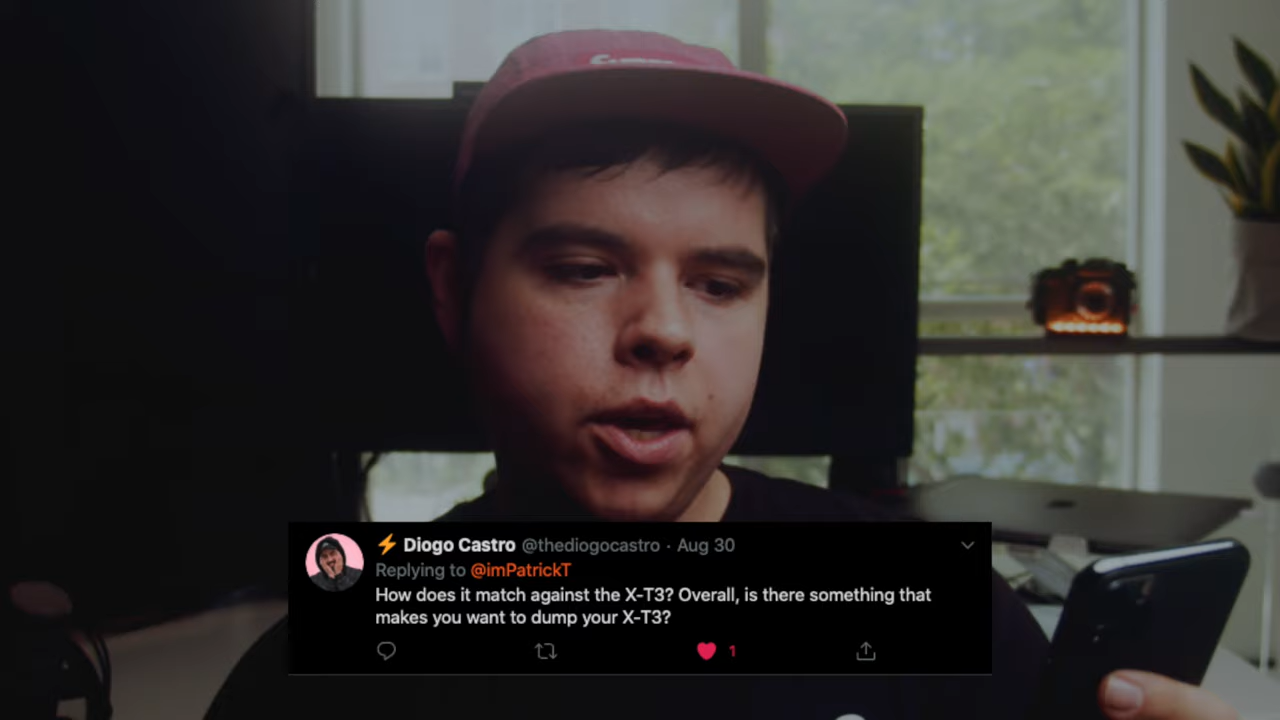 ⚡ Diogo Castro @thediogocastro · Aug 30
Replying to @imPatrickT
How does it match against the X-T3? Overall, is there something that
makes you want to dump your X-T3?
1